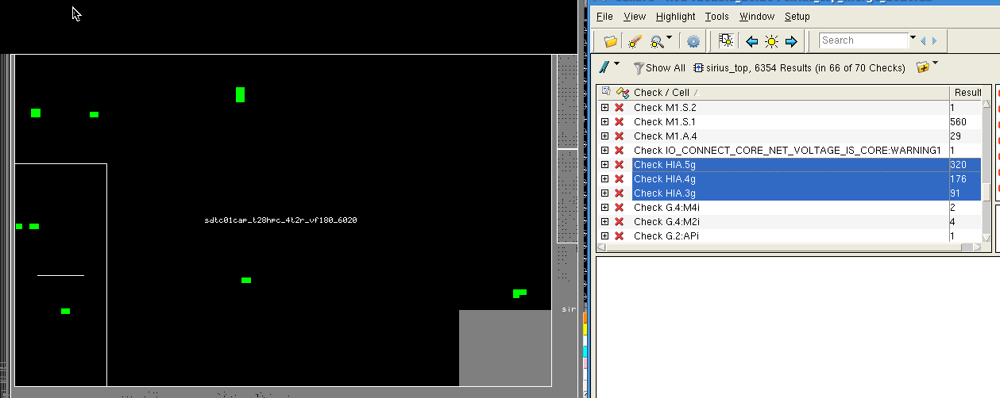 File View Highlight Tools Window Setup
Search
Show All sirius_top, 6354 Results (in 66 of 70 Checks)
Check / Cell Result
Check M1.S.2 1
Check M1.S.1 560
Check M1.A.4 29
Check IO_CONNECT_CORE_NET_VOLTAGE_IS_CORE:WARNING1 1
Check HIA.5g 320
Check HIA.4g 176
Check HIA.3g 91
Check G.4:M4i 2
Check G.4:M2i 4
Check G.2:APi 1
sdtc01cap_t28hpc_4t2r_vf180_6020
sir